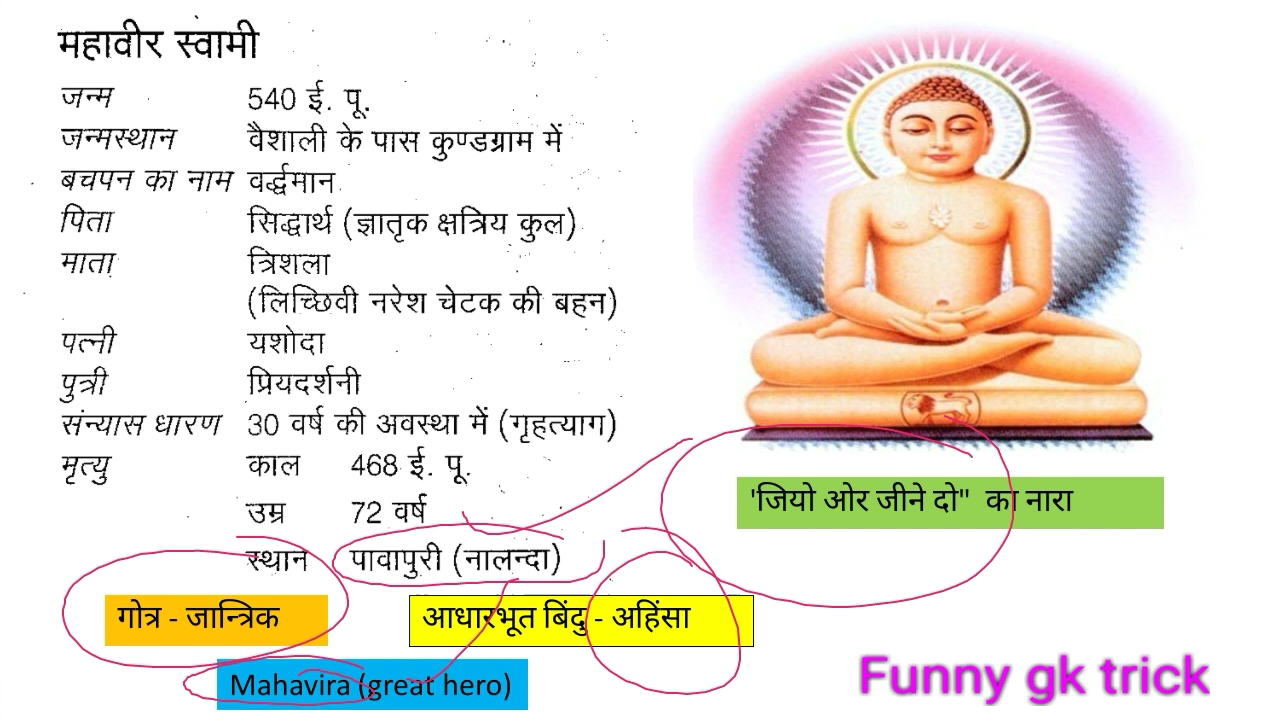 महावीर स्वामी
जन्म 540 ई. पू.
जन्मस्थान वैशाली के पास कुण्डग्राम में
बचपन का नाम वर्द्धमान
पिता सिद्धार्थ (ज्ञातृक क्षत्रिय कुल)
माता त्रिशला
(लिच्छिवी नरेश चेटक की बहन)
पत्नी यशोदा
पुत्री प्रियदर्शनी
संन्यास धारण 30 वर्ष की अवस्था में (गृहत्याग)
मृत्यु काल 468 ई. पू.
उम्र 72 वर्ष
स्थान पावापुरी (नालन्दा)
'जियो ओर जीने दो" का नारा
गोत्र - जान्त्रिक
आधारभूत बिंदु - अहिंसा
Mahavira (great hero)
Funny gk trick